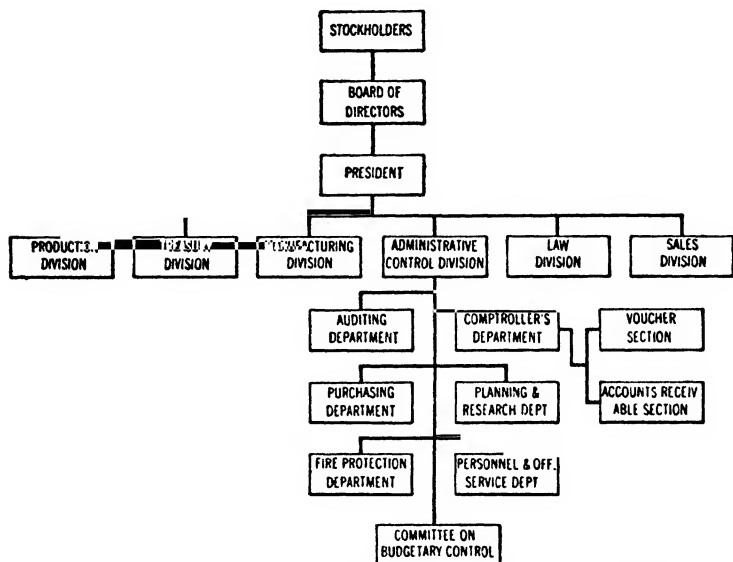 STOCKHOLDERS
BOARD OF
DIRECTORS
PRESIDENT
DIVISION
DIVISION
DIVISION
ADMINISTRATIVE
CONTROL DIVISION
LAW
DIVISION
SALES
DIVISION
AUDITING
DEPARTMENT
COMPTROLLER'S
DEPARTMENT
VOUCHER
SECTION
PURCHASING
DEPARTMENT
PLANNING &
RESEARCH DEPT
ACCOUNTS RECEIV
ABLE SECTION
FIRE PROTECTION
DEPARTMENT
PERSONNEL & OFF.
SERVICE DEPT
COMMITTEE ON
BUDGETARY CONTROL